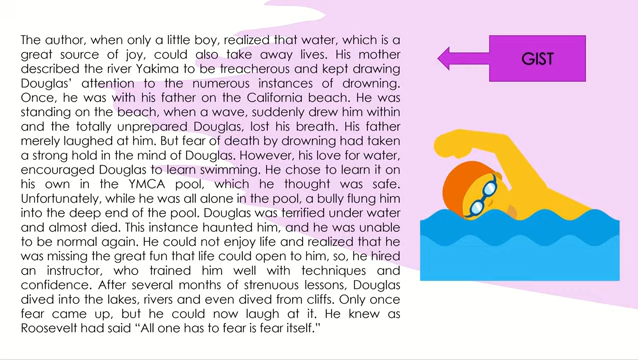 The author, when only a little boy, realized that water, which is a
great source of joy, could also take away lives. His mother
described the river Yakima to be treacherous and kept drawing
Douglas' attention to the numerous instances of drowning.
Once, he was with his father on the California beach. He was
standing on the beach, when a wave, suddenly drew him within
and the totally unprepared Douglas, lost his breath. His father
merely laughed at him. But fear of death by drowning had taken
a strong hold in the mind of Douglas. However, his love for water,
encouraged Douglas to learn swimming. He chose to learn it on
his own in the YMCA pool, which he thought was safe.
Unfortunately, while he was all alone in the pool, a bully flung him
into the deep end of the pool. Douglas was terrified under water
and almost died. This instance haunted him, and he was unable
to be normal again. He could not enjoy life and realized that he
was missing the great fun that life could open to him, so, he hired
an instructor, who trained him well with techniques and
confidence. After several months of strenuous lessons, Douglas
dived into the lakes, rivers and even dived from cliffs. Only once
fear came up, but he could now laugh at it. He knew as
Roosevelt had said “All one has to fear is fear itself.”
GIST